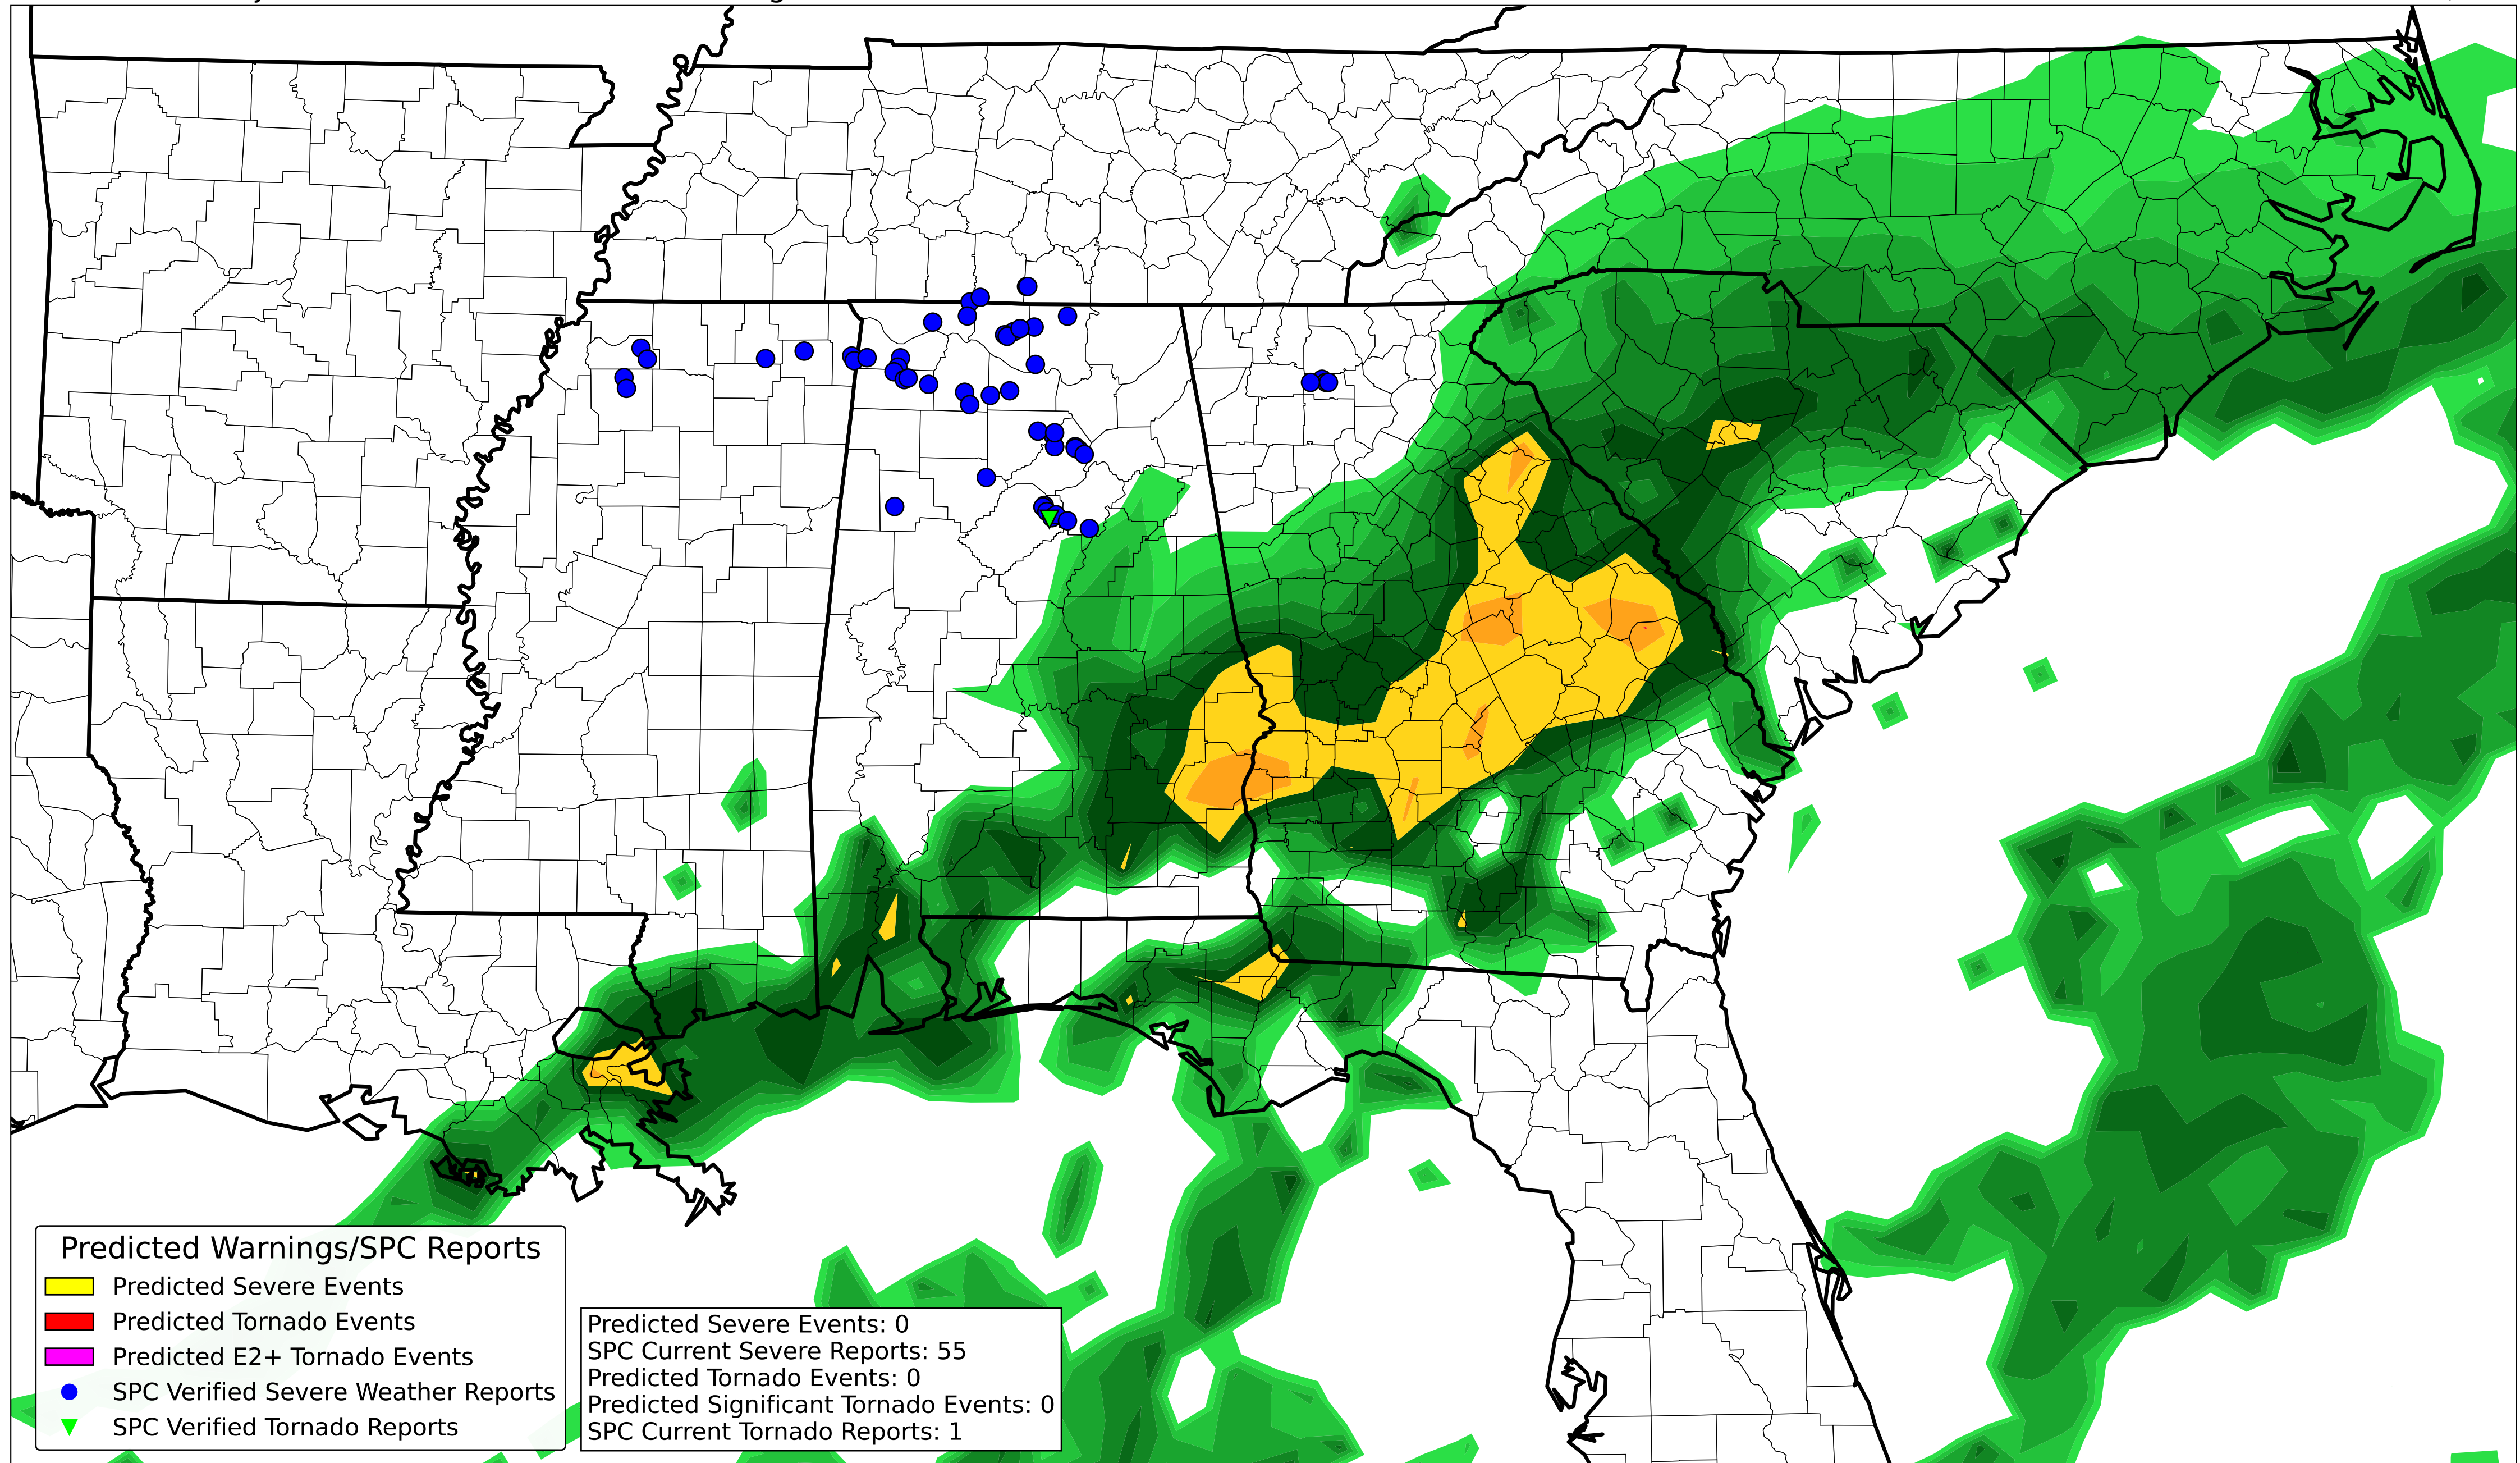 Predicted Warnings/SPC Reports
Predicted Severe Events
Predicted Tornado Events
Predicted E2+ Tornado Events
SPC Verified Severe Weather Reports
SPC Verified Tornado Reports
Predicted Severe Events: 0
SPC Current Severe Reports: 55
Predicted Tornado Events: 0
Predicted Significant Tornado Events: 0
SPC Current Tornado Reports: 1